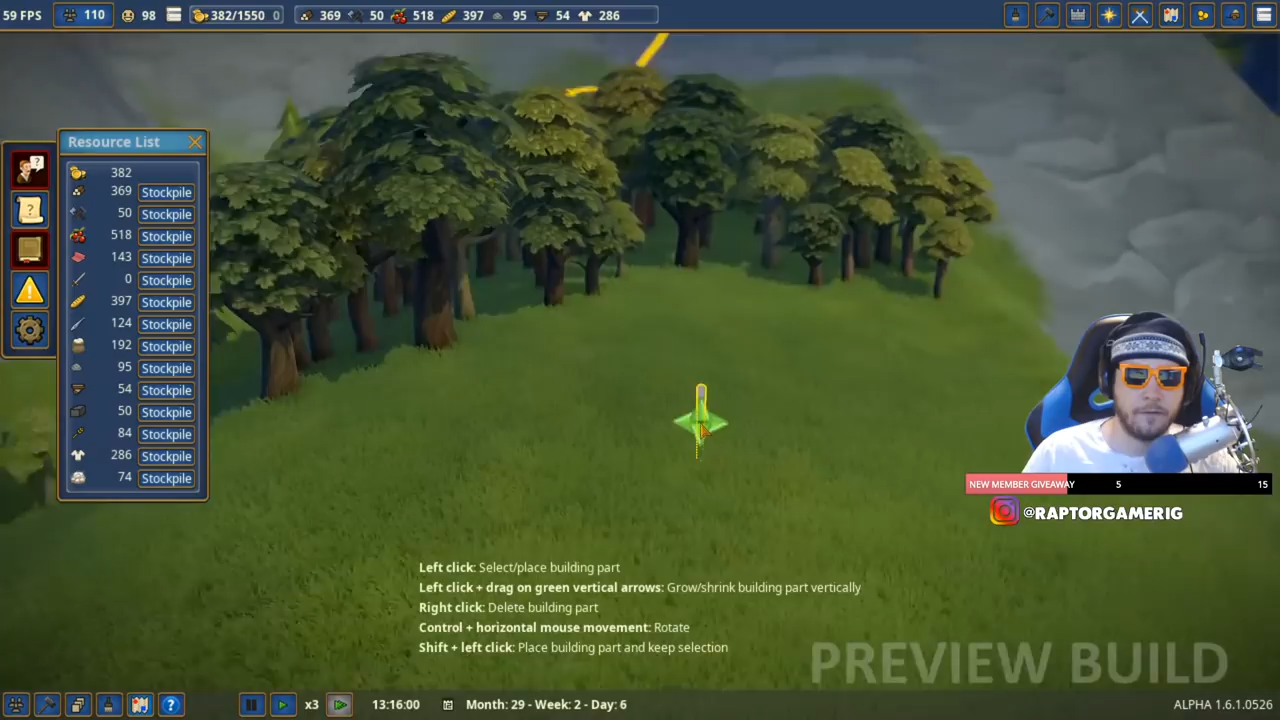 59 FPS 110 98 382/1550 0 369 50 518 397 95 54 286
Resource List
382
369 Stockpile
50 Stockpile
518 Stockpile
143 Stockpile
0 Stockpile
397 Stockpile
124 Stockpile
192 Stockpile
95 Stockpile
54 Stockpile
50 Stockpile
84 Stockpile
286 Stockpile
74 Stockpile
NEW MEMBER GIVEAWAY 5 15
@RAPTORGAMERIG
Left click: Select/place building part
Left click + drag on green vertical arrows: Grow/shrink building part vertically
Right click: Delete building part
Control + horizontal mouse movement: Rotate
Shift + left click: Place building part and keep selection
PREVIEW BUILD
x3 13:16:00 Month: 29 - Week: 2 - Day: 6 ALPHA 1.6.1.0526